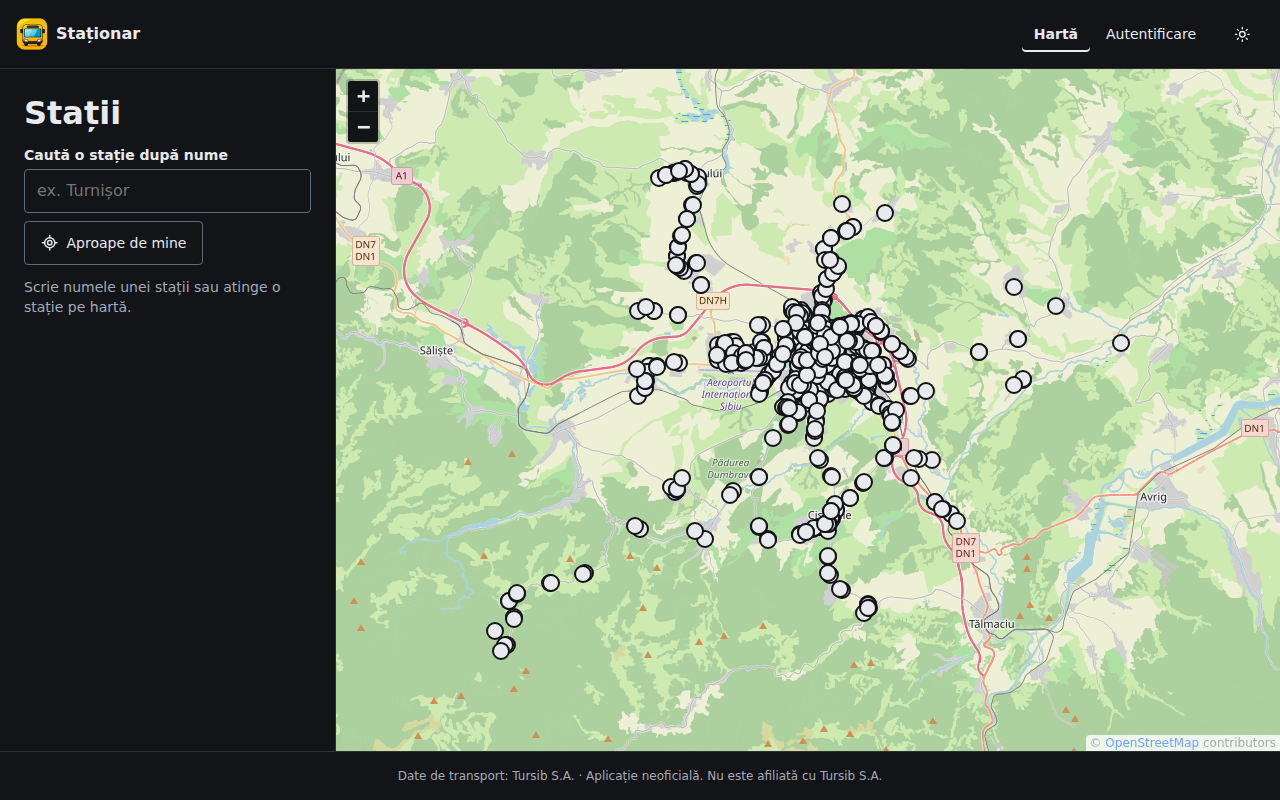 Staționar
Hartă
Autentificare
Stații
Caută o stație după nume
ex. Turnișor
Aproape de mine
Scrie numele unei stații sau atinge o
stație pe hartă.
+
−
A1
DN7
DN1
DN7H
Săliște
Aeroportul
Internațional
Sibiu
Pădurea
DN1
Avrig
DN7
DN1
Tălmaciu
© OpenStreetMap contributors
Date de transport: Tursib S.A. · Aplicație neoficială. Nu este afiliată cu Tursib S.A.